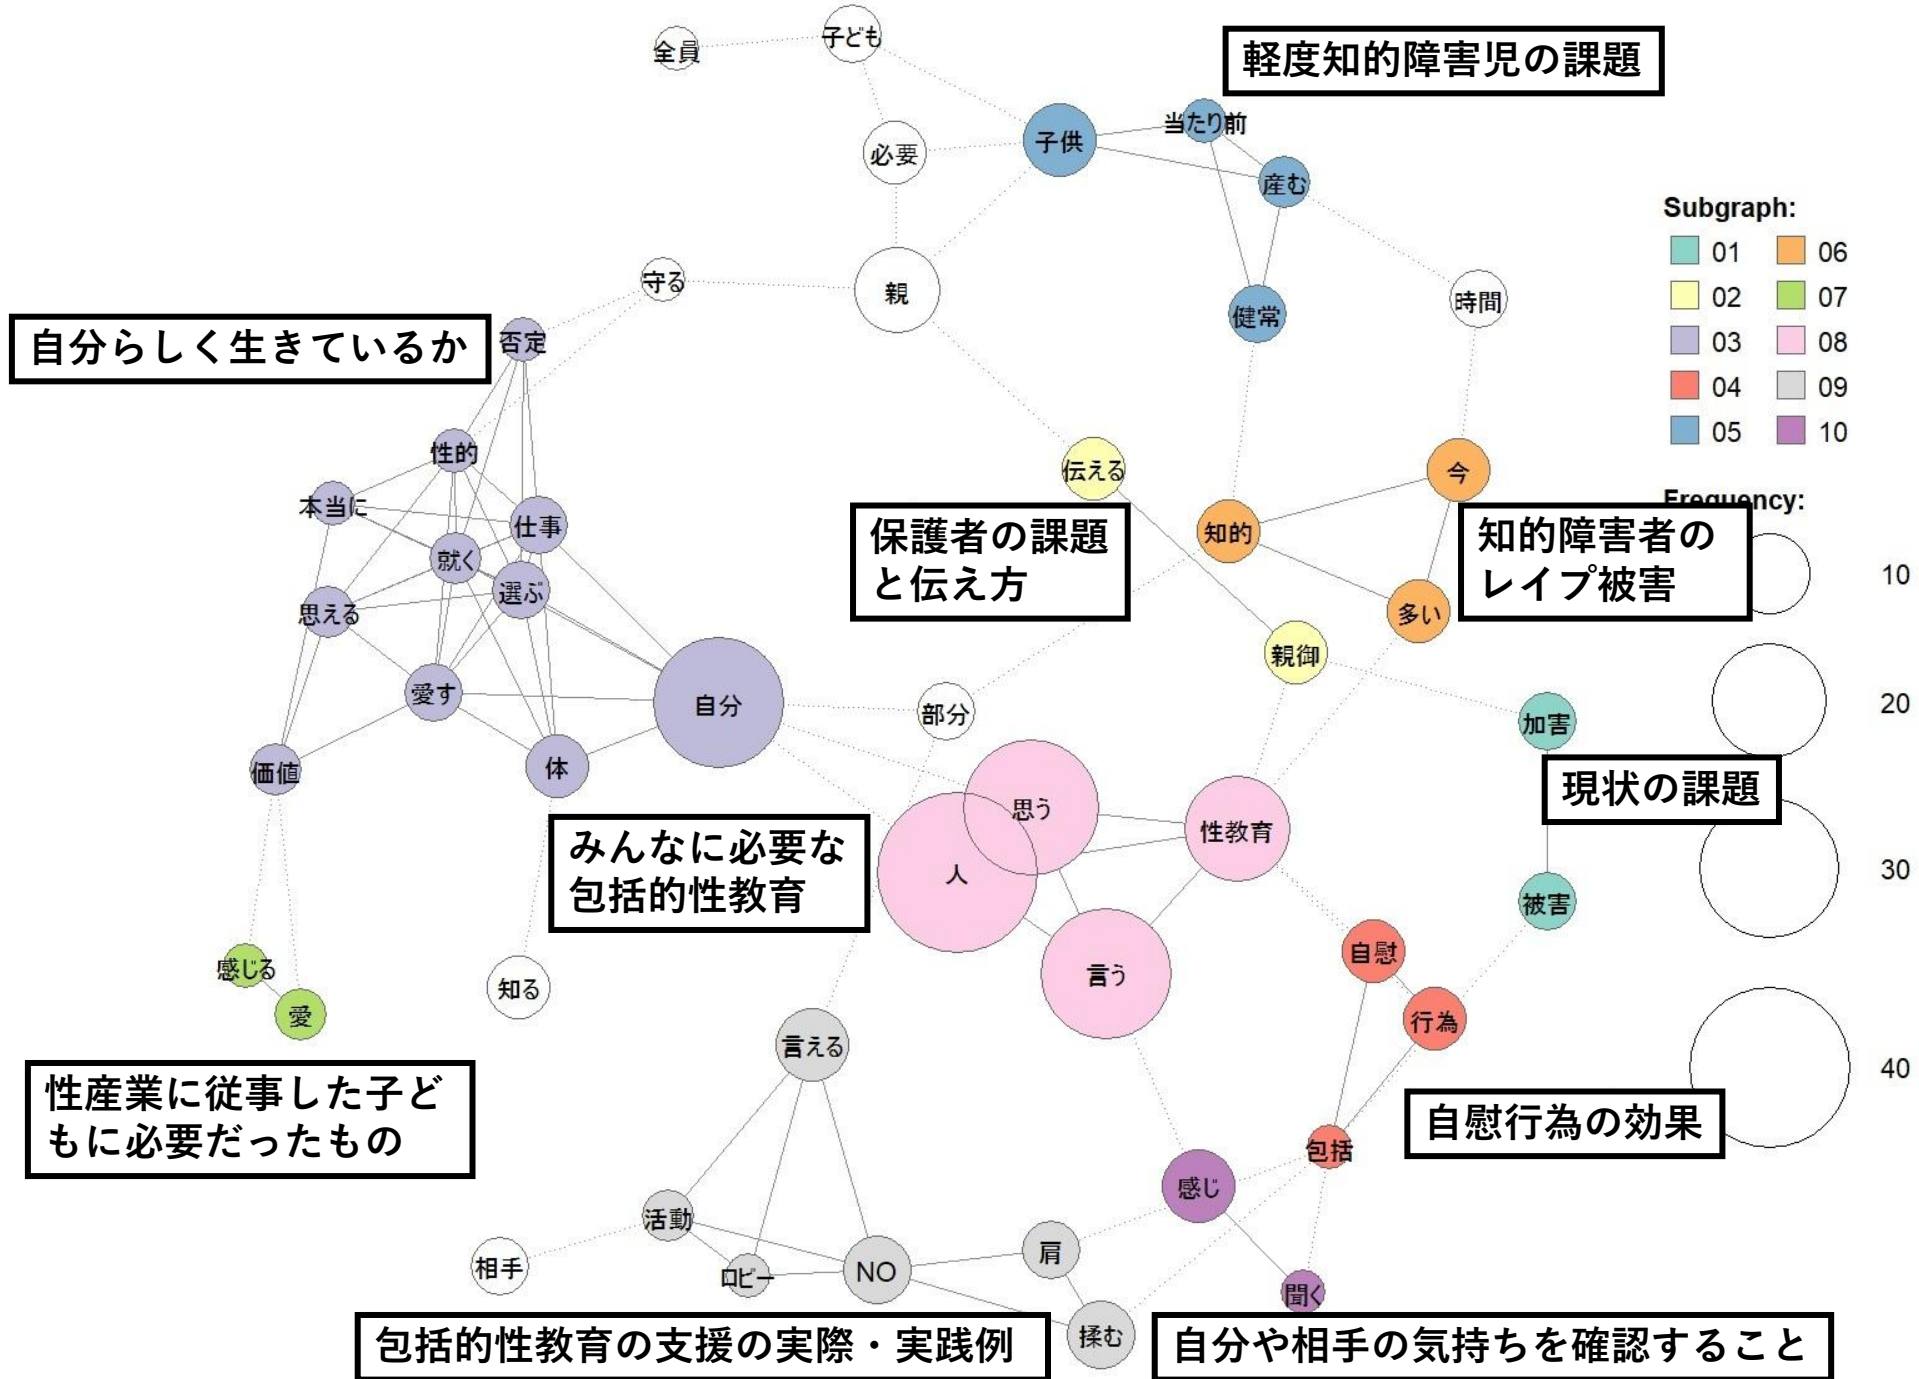 全員
子ども
軽度知的障害児の課題
子供
当たり前
必要
産む
Subgraph:
01
06
02
07
03
08
04
09
05
10
守る
親
時間
健常
自分らしく生きているか
否定
性的
伝える
今
知的
本当に
仕事
Frequency:
保護者の課題
と伝え方
知的障害者の
レイプ被害
就く
選ぶ
思える
多い
10
親御
愛す
自分
部分
加害
20
価値
体
思う
性教育
現状の課題
みんなに必要な
包括的性教育
人
30
被害
自慰
感じる
知る
言う
愛
行為
言える
40
性産業に従事した子ど
もに必要だったもの
自慰行為の効果
包括
感じ
活動
相手
ロビー
NO
肩
聞く
揉む
包括的性教育の支援の実際・実践例
自分や相手の気持ちを確認すること